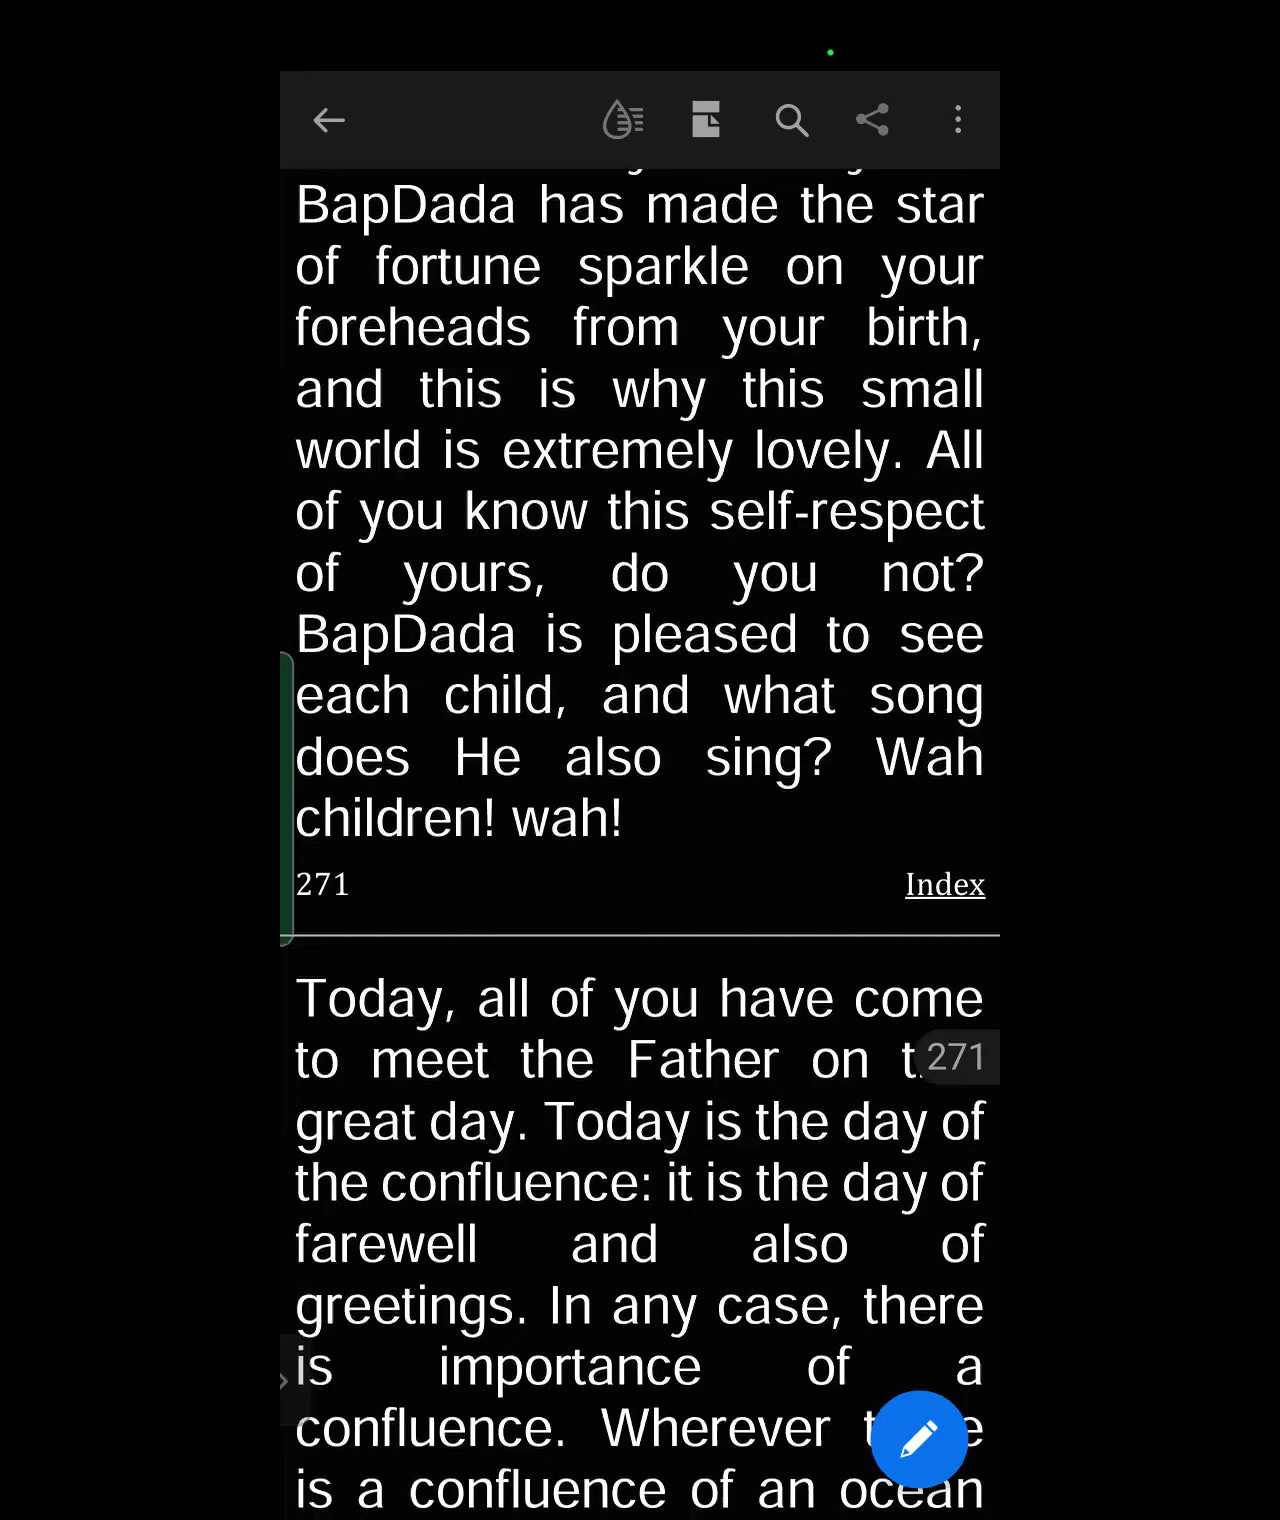 BapDada has made the star
of fortune sparkle on your
foreheads from your birth,
and this is why this small
world is extremely lovely. All
of you know this self-respect
of yours, do you not?
BapDada is pleased to see
each child, and what song
does He also sing? Wah
children! wah!
271 Index
Today, all of you have come
to meet the Father on
271
great day. Today is the day of
the confluence: it is the day of
farewell and also of
greetings. In any case, there
is importance of a
confluence. Wherever
is a confluence of an ocean